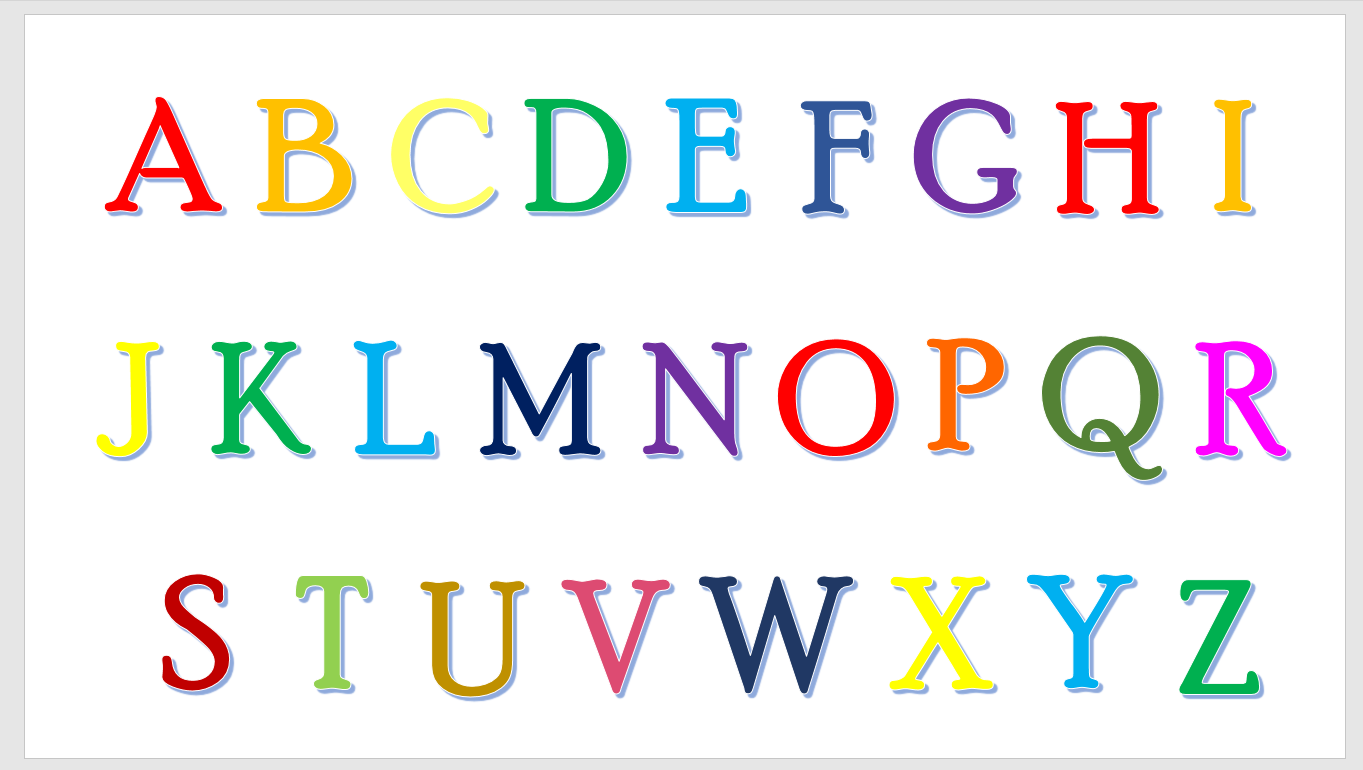 A B C D E F G H I
J K L M N O P Q R
S T U V W X Y Z